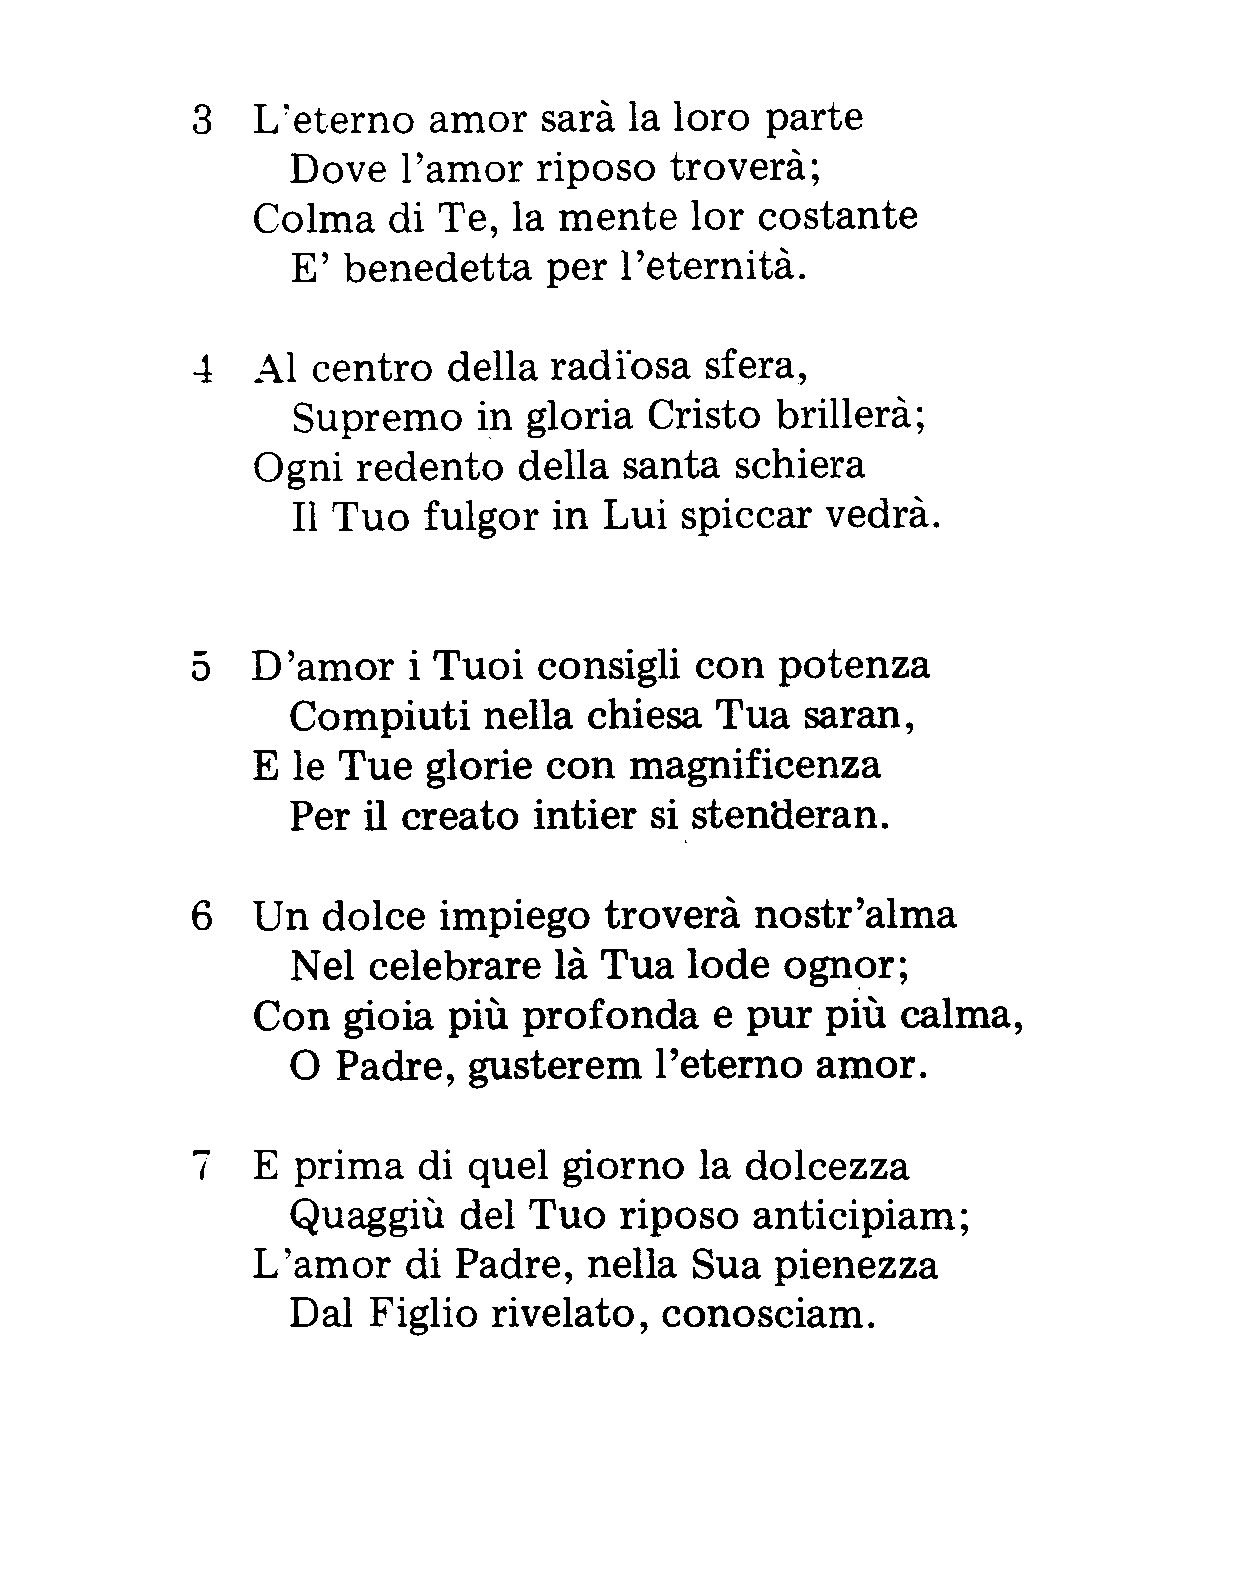 3 L'eterno amor sarà la loro parte
Dove l'amor riposo troverà;
Colma di Te, la mente lor costante
E' benedetta per l'eternità.
4 Al centro della radïosa sfera,
Supremo in gloria Cristo brillerà;
Ogni redento della santa schiera
Il Tuo fulgor in Lui spiccar vedrà.
5 D'amor i Tuoi consigli con potenza
Compiuti nella chiesa Tua saran,
E le Tue glorie con magnificenza
Per il creato intier si stenderan.
6 Un dolce impiego troverà nostr'alma
Nel celebrare là Tua lode ognor;
Con gioia più profonda e pur più calma,
O Padre, gusterem l'eterno amor.
7 E prima di quel giorno la dolcezza
Quaggiù del Tuo riposo anticipiam;
L'amor di Padre, nella Sua pienezza
Dal Figlio rivelato, conosciam.